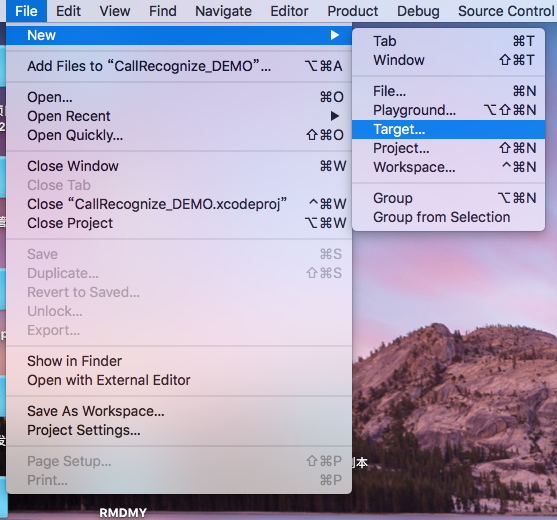 File Edit View Find Navigate Editor Product Debug Source Control
New ▶
Add Files to “CallRecognize_DEMO”... ⌥⌘A
Open... ⌘O
Open Recent ▶
Open Quickly... ⇧⌘O
Close Window ⌘W
Close Tab
Close “CallRecognize_DEMO.xcodeproj” ^⌘W
Close Project ⌥⌘W
Save ⌘S
Duplicate... ⇧⌘S
Revert to Saved...
Unlock...
Export...
Show in Finder
Open with External Editor
Save As Workspace...
Project Settings...
Page Setup... ⇧⌘P
Print... ⌘P
Tab ⌘T
Window ⇧⌘T
File... ⌘N
Playground... ⌥⇧⌘N
Target...
Project... ⇧⌘N
Workspace... ^⌘N
Group ⌥⌘N
Group from Selection
本
RMDMY